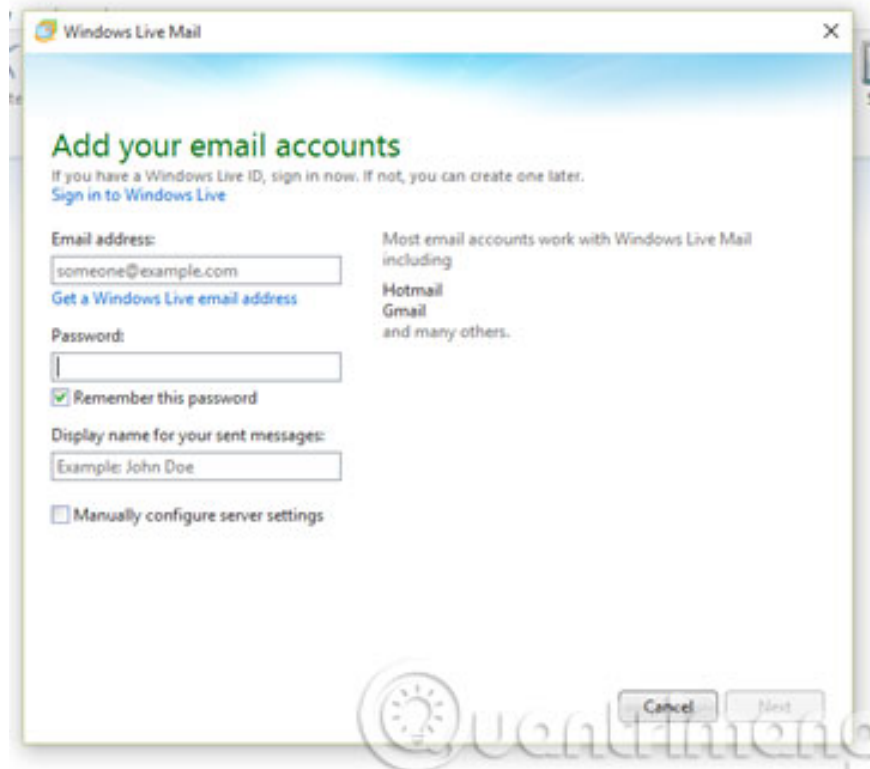 Windows Live Mail
Add your email accounts
If you have a Windows Live ID, sign in now. If not, you can create one later.
Sign in to Windows Live
Email address:
someone@example.com
Get a Windows Live email address
Password:
Remember this password
Display name for your sent messages:
Example: John Doe
Manually configure server settings
Most email accounts work with Windows Live Mail
including
Hotmail
Gmail
and many others.
Cancel
Next
Quantrimang